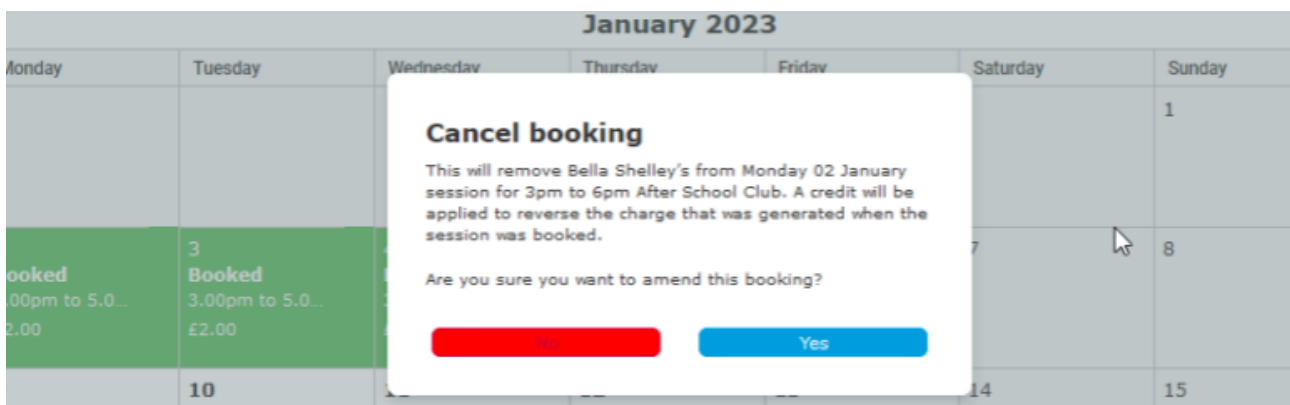 January 2023
Monday Tuesday Wednesday Thursday Friday Saturday Sunday
1
Cancel booking
This will remove Bella Shelley's from Monday 02 January
session for 3pm to 6pm After School Club. A credit will be
applied to reverse the charge that was generated when the
session was booked.
Are you sure you want to amend this booking?
No Yes
3 7 8
Booked
3.00pm to 5.0...
£2.00
10 14 15